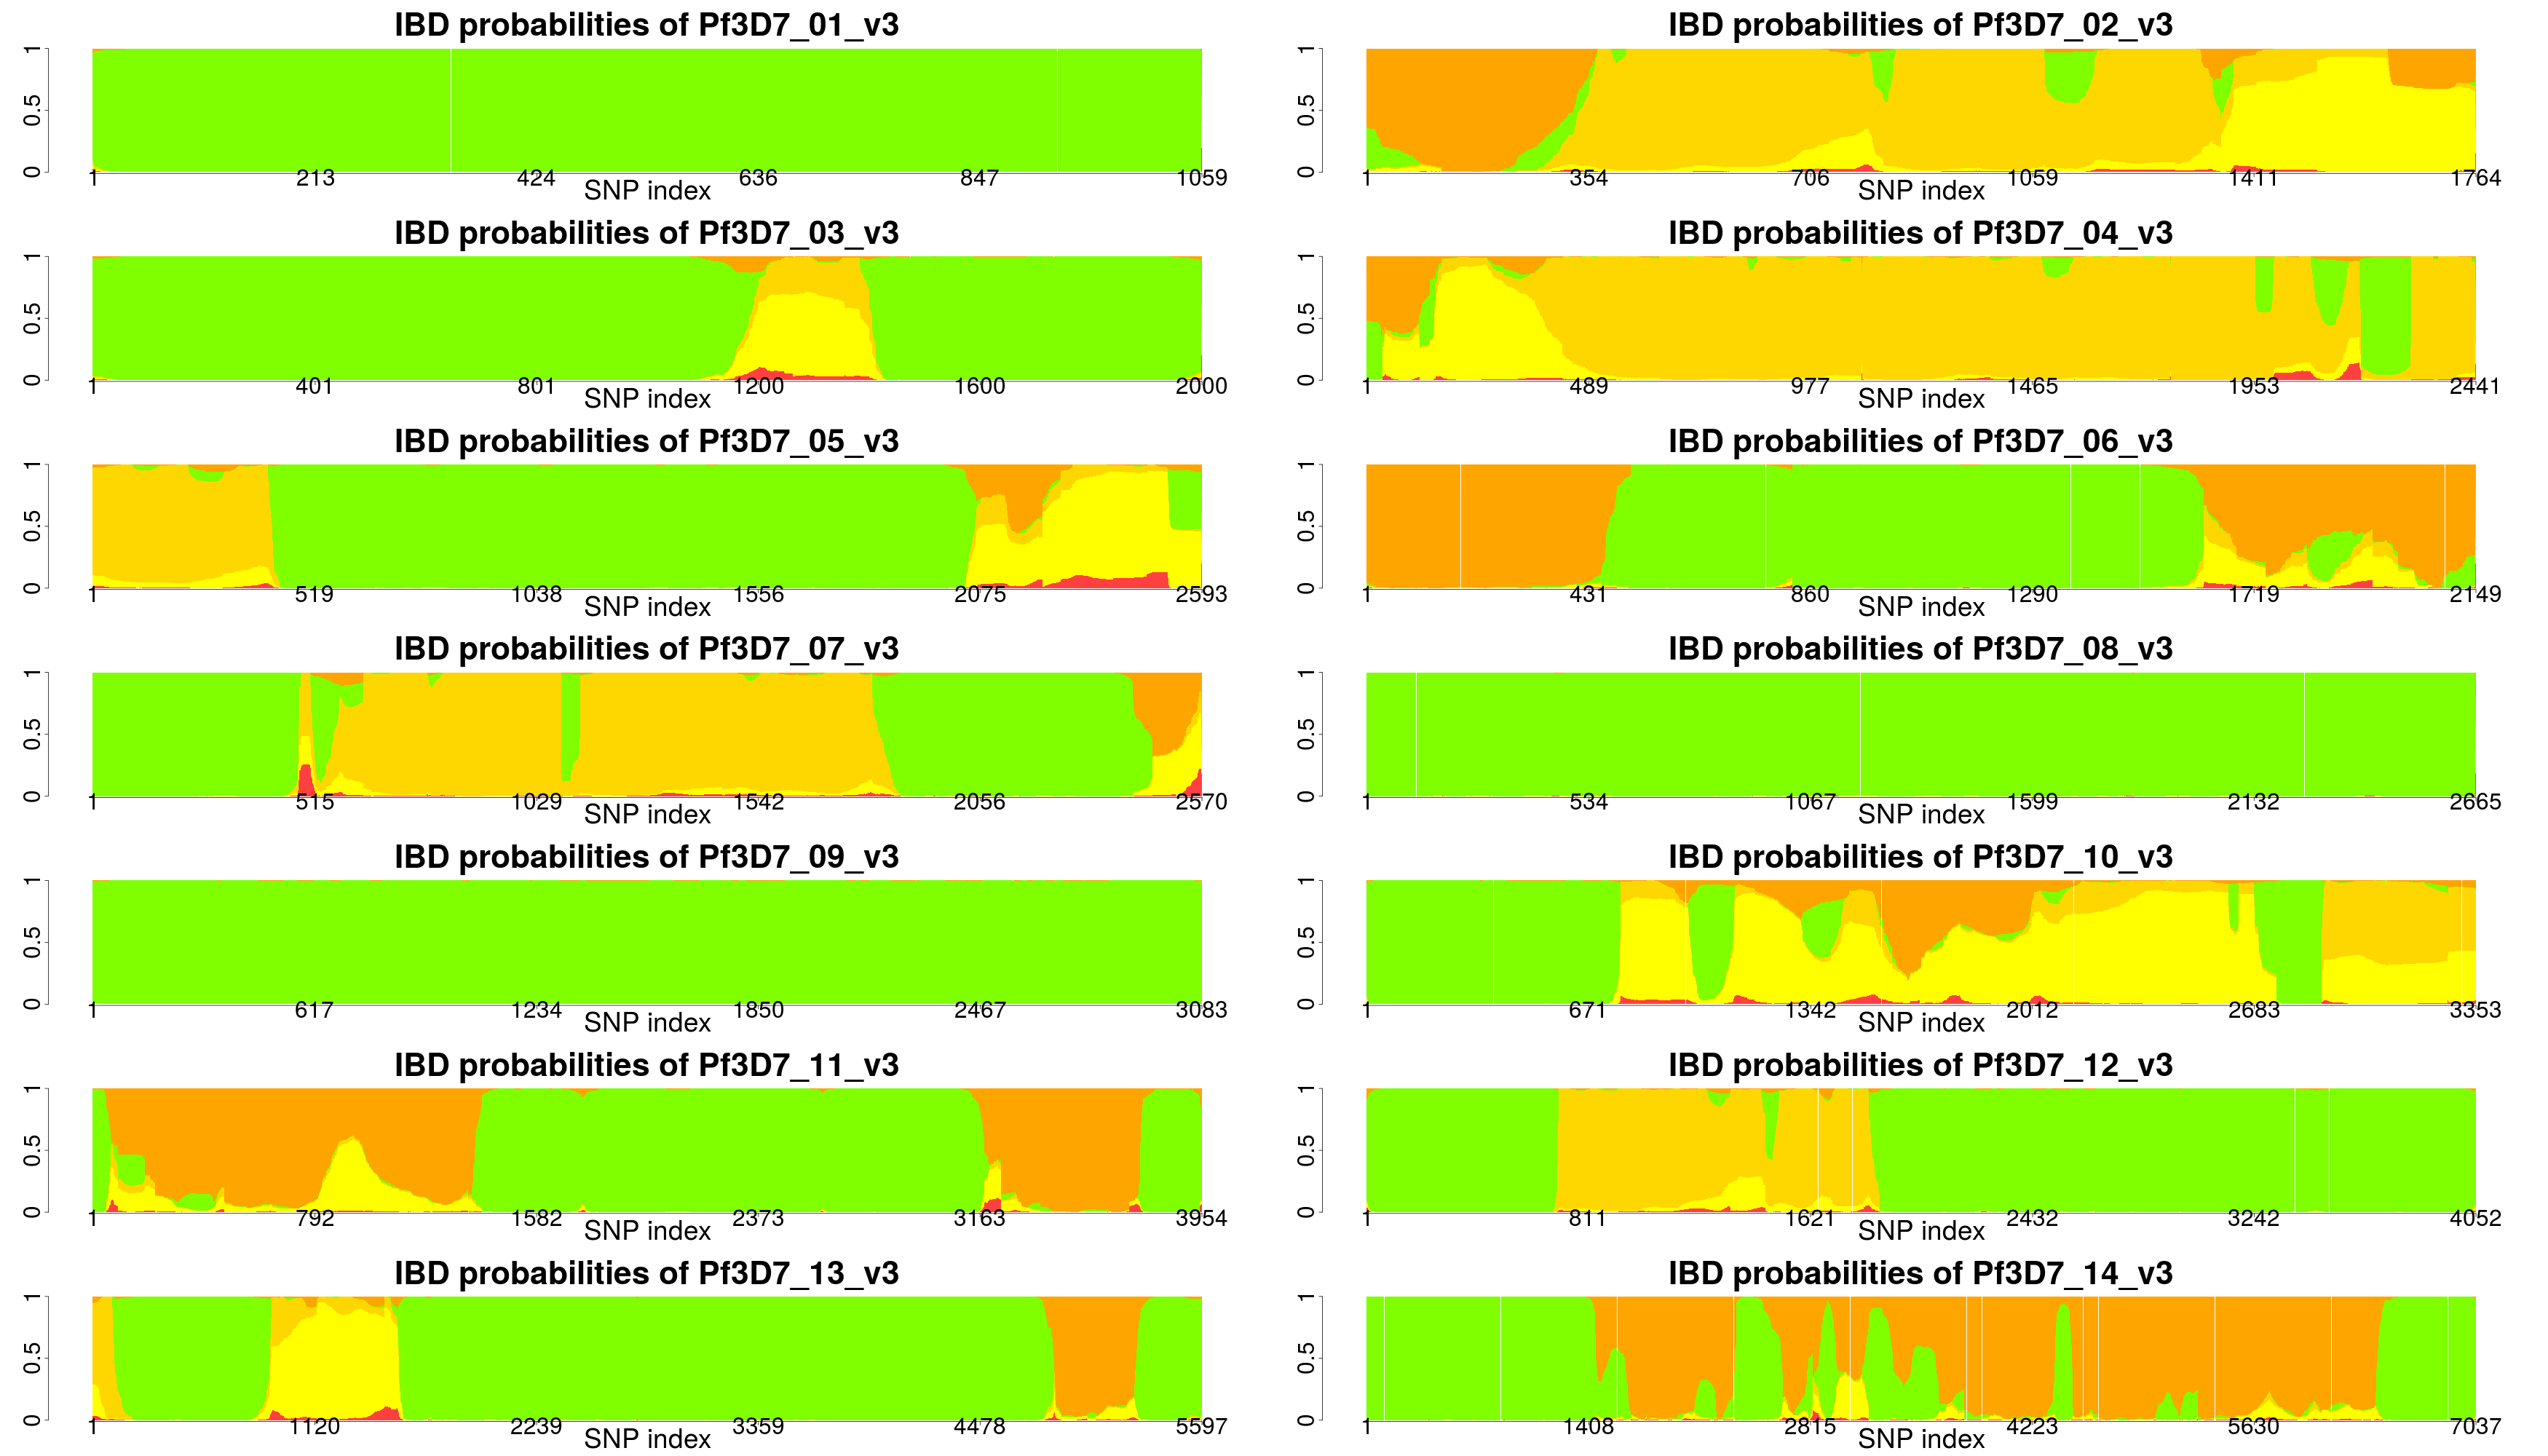 IBD probabilities of Pf3D7_01_v3
0 0.5 1
1 213 424 636 847 1059
SNP index
IBD probabilities of Pf3D7_02_v3
0 0.5 1
1 354 706 1059 1411 1764
SNP index
IBD probabilities of Pf3D7_03_v3
0 0.5 1
1 401 801 1200 1600 2000
SNP index
IBD probabilities of Pf3D7_04_v3
0 0.5 1
1 489 977 1465 1953 2441
SNP index
IBD probabilities of Pf3D7_05_v3
0 0.5 1
1 519 1038 1556 2075 2593
SNP index
IBD probabilities of Pf3D7_06_v3
0 0.5 1
1 431 860 1290 1719 2149
SNP index
IBD probabilities of Pf3D7_07_v3
0 0.5 1
1 515 1029 1542 2056 2570
SNP index
IBD probabilities of Pf3D7_08_v3
0 0.5 1
1 534 1067 1599 2132 2665
SNP index
IBD probabilities of Pf3D7_09_v3
0 0.5 1
1 617 1234 1850 2467 3083
SNP index
IBD probabilities of Pf3D7_10_v3
0 0.5 1
1 671 1342 2012 2683 3353
SNP index
IBD probabilities of Pf3D7_11_v3
0 0.5 1
1 792 1582 2373 3163 3954
SNP index
IBD probabilities of Pf3D7_12_v3
0 0.5 1
1 811 1621 2432 3242 4052
SNP index
IBD probabilities of Pf3D7_13_v3
0 0.5 1
1 1120 2239 3359 4478 5597
SNP index
IBD probabilities of Pf3D7_14_v3
0 0.5 1
1 1408 2815 4223 5630 7037
SNP index